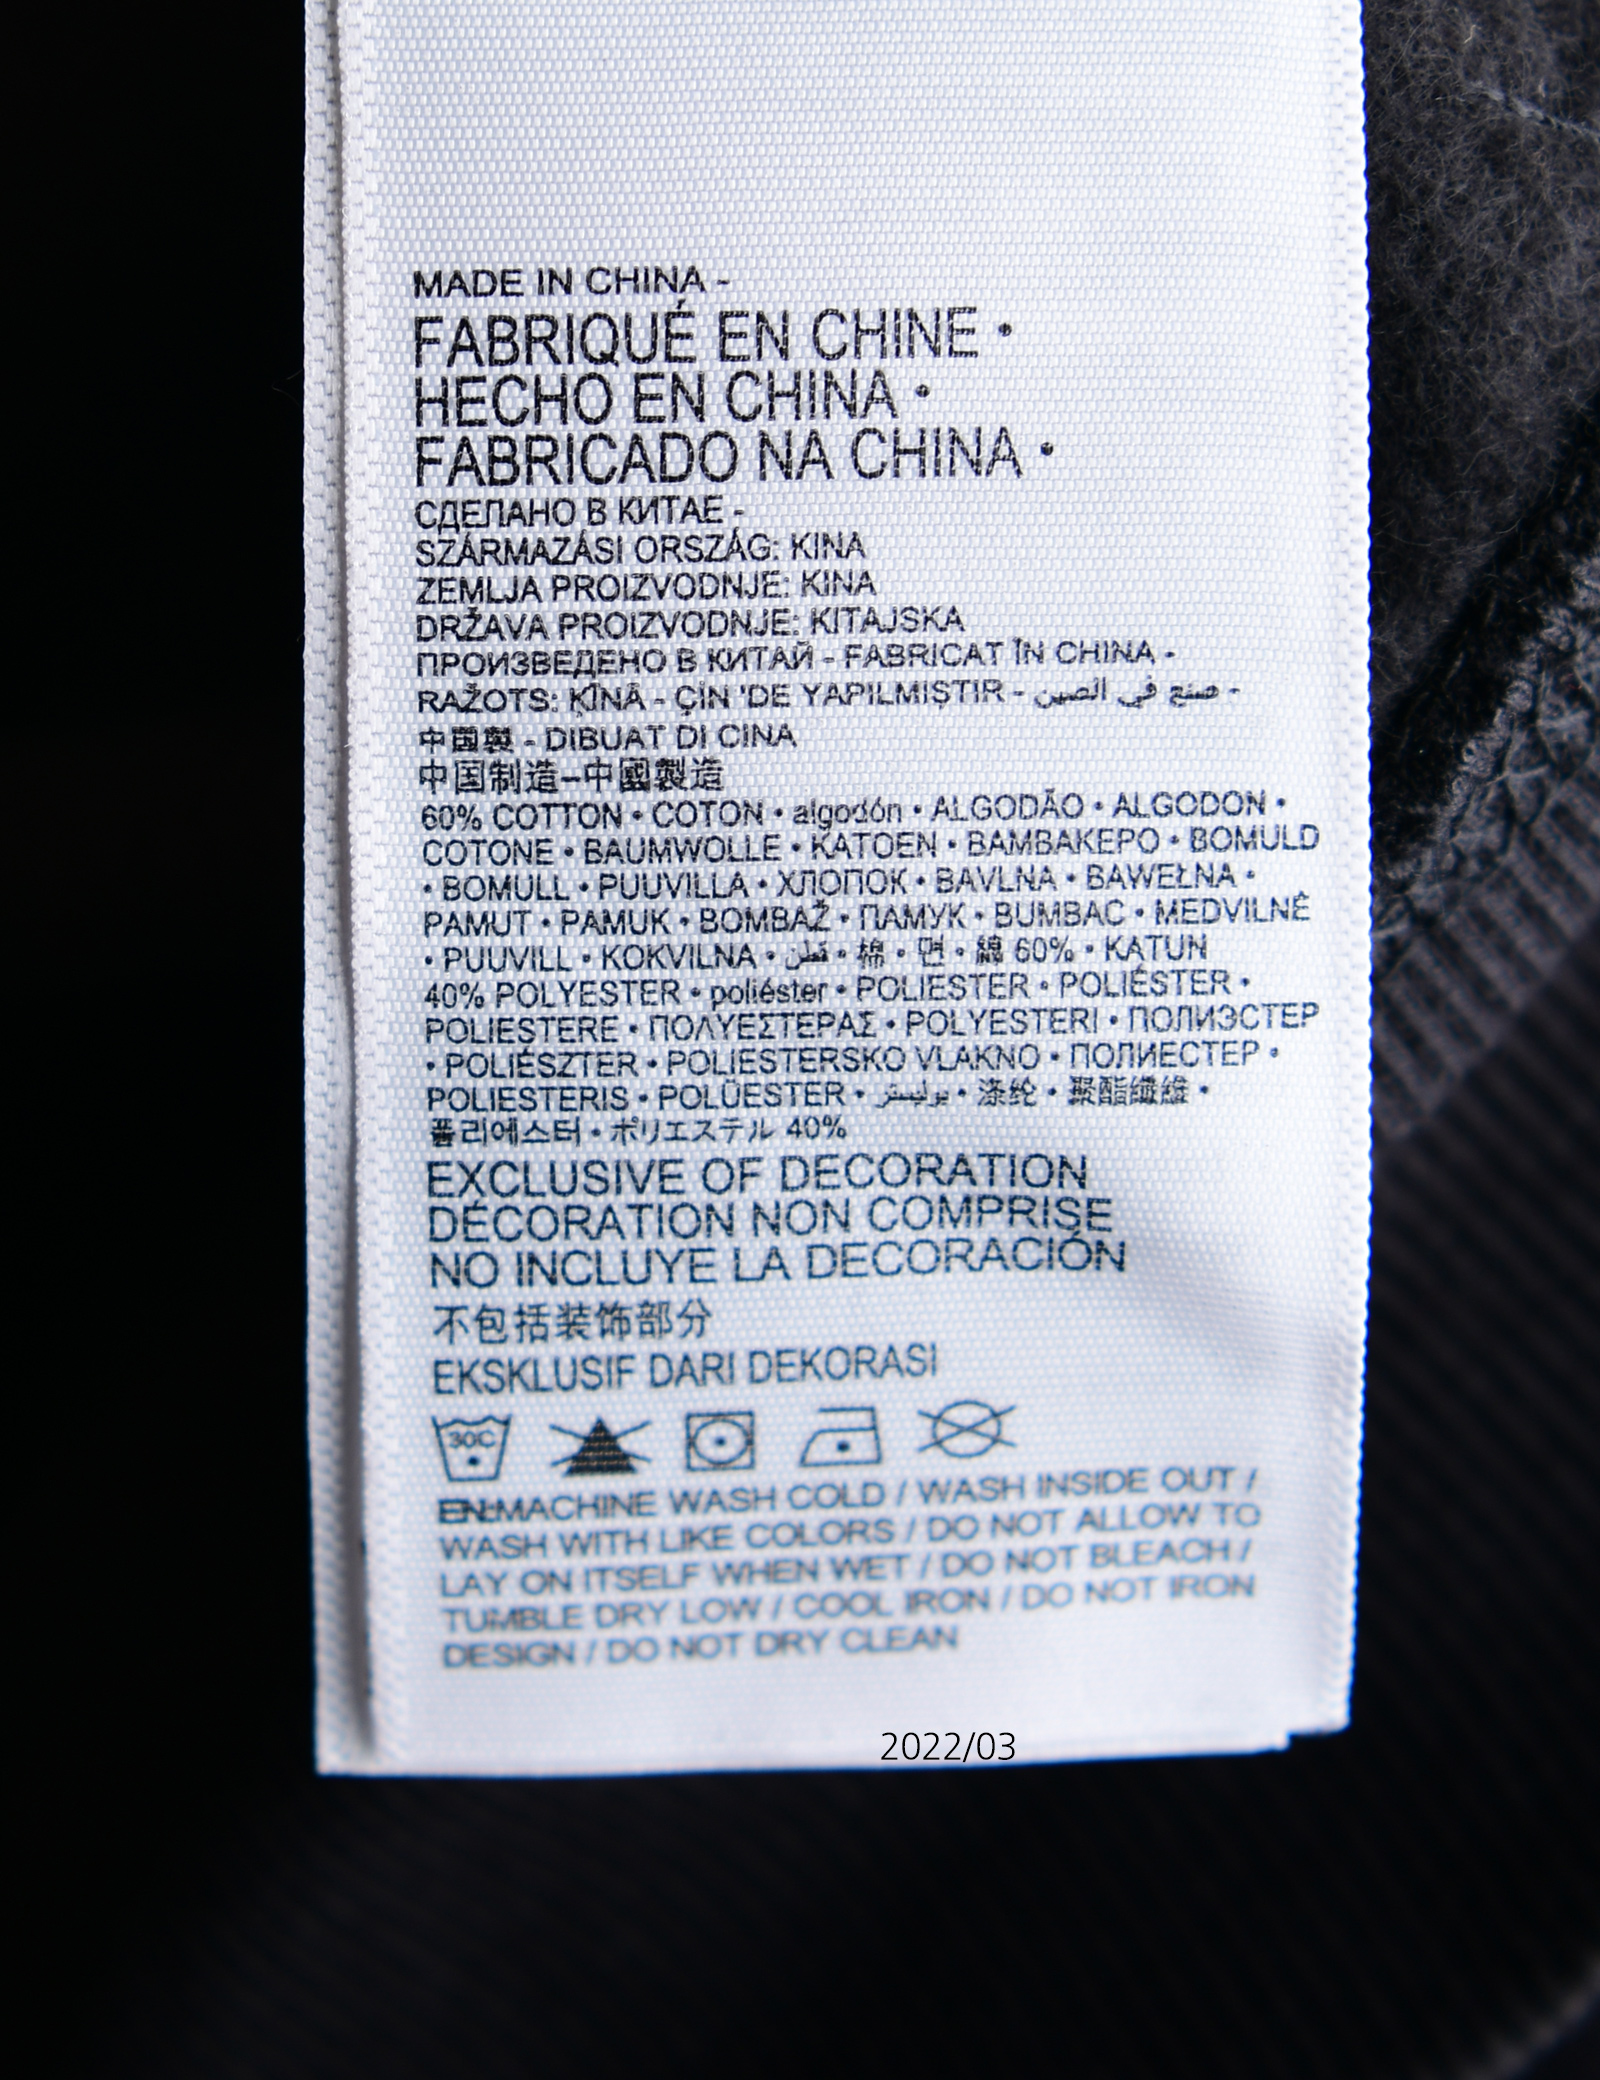 MADE IN CHINA -
FABRIQUÉ EN CHINE •
HECHO EN CHINA •
FABRICADO NA CHINA •
СДЕЛАНО В КИТАЕ -
SZÁRMAZÁSI ORSZÁG: KINA
ZEMLJA PROIZVODNJE: KINA
DRŽAVA PROIZVODNJE: KITAJSKA
ПРОИЗВЕДЕНО В КИТАЙ - FABRICAT ÎN CHINA -
RAŽOTS: ĶĪNĀ - ÇİN 'DE YAPILMIŞTIR - صنع في الصين -
中国製 - DIBUAT DI CINA
中国制造–中國製造
60% COTTON • COTON • algodón • ALGODÃO • ALGODON •
COTONE • BAUMWOLLE • KATOEN • ΒΑΜΒΑΚΕΡΟ • BOMULD
• BOMULL • PUUVILLA • ХЛОПОК • BAVLNA • BAWEŁNA •
PAMUT • PAMUK • BOMBAŽ • ПАМУК • BUMBAC • MEDVILNĖ
• PUUVILL • KOKVILNA • قطن • 棉 • 면 • 綿 60% • KATUN
40% POLYESTER • poliéster • POLIESTER • POLIÉSTER •
POLIESTERE • ΠΟΛΥΕΣΤΕΡΑΣ • POLYESTERI • ПОЛИЭСТЕР
• POLIÉSZTER • POLIESTERSKO VLAKNO • ПОЛИЕСТЕР •
POLIESTERIS • POLÜESTER • بوليستر • 涤纶 • 聚酯纖維 •
폴리에스터 • ポリエステル 40%
EXCLUSIVE OF DECORATION
DÉCORATION NON COMPRISE
NO INCLUYE LA DECORACIÓN
不包括装饰部分
EKSKLUSIF DARI DEKORASI
30C
EN:MACHINE WASH COLD / WASH INSIDE OUT /
WASH WITH LIKE COLORS / DO NOT ALLOW TO
LAY ON ITSELF WHEN WET / DO NOT BLEACH /
TUMBLE DRY LOW / COOL IRON / DO NOT IRON
DESIGN / DO NOT DRY CLEAN
2022/03